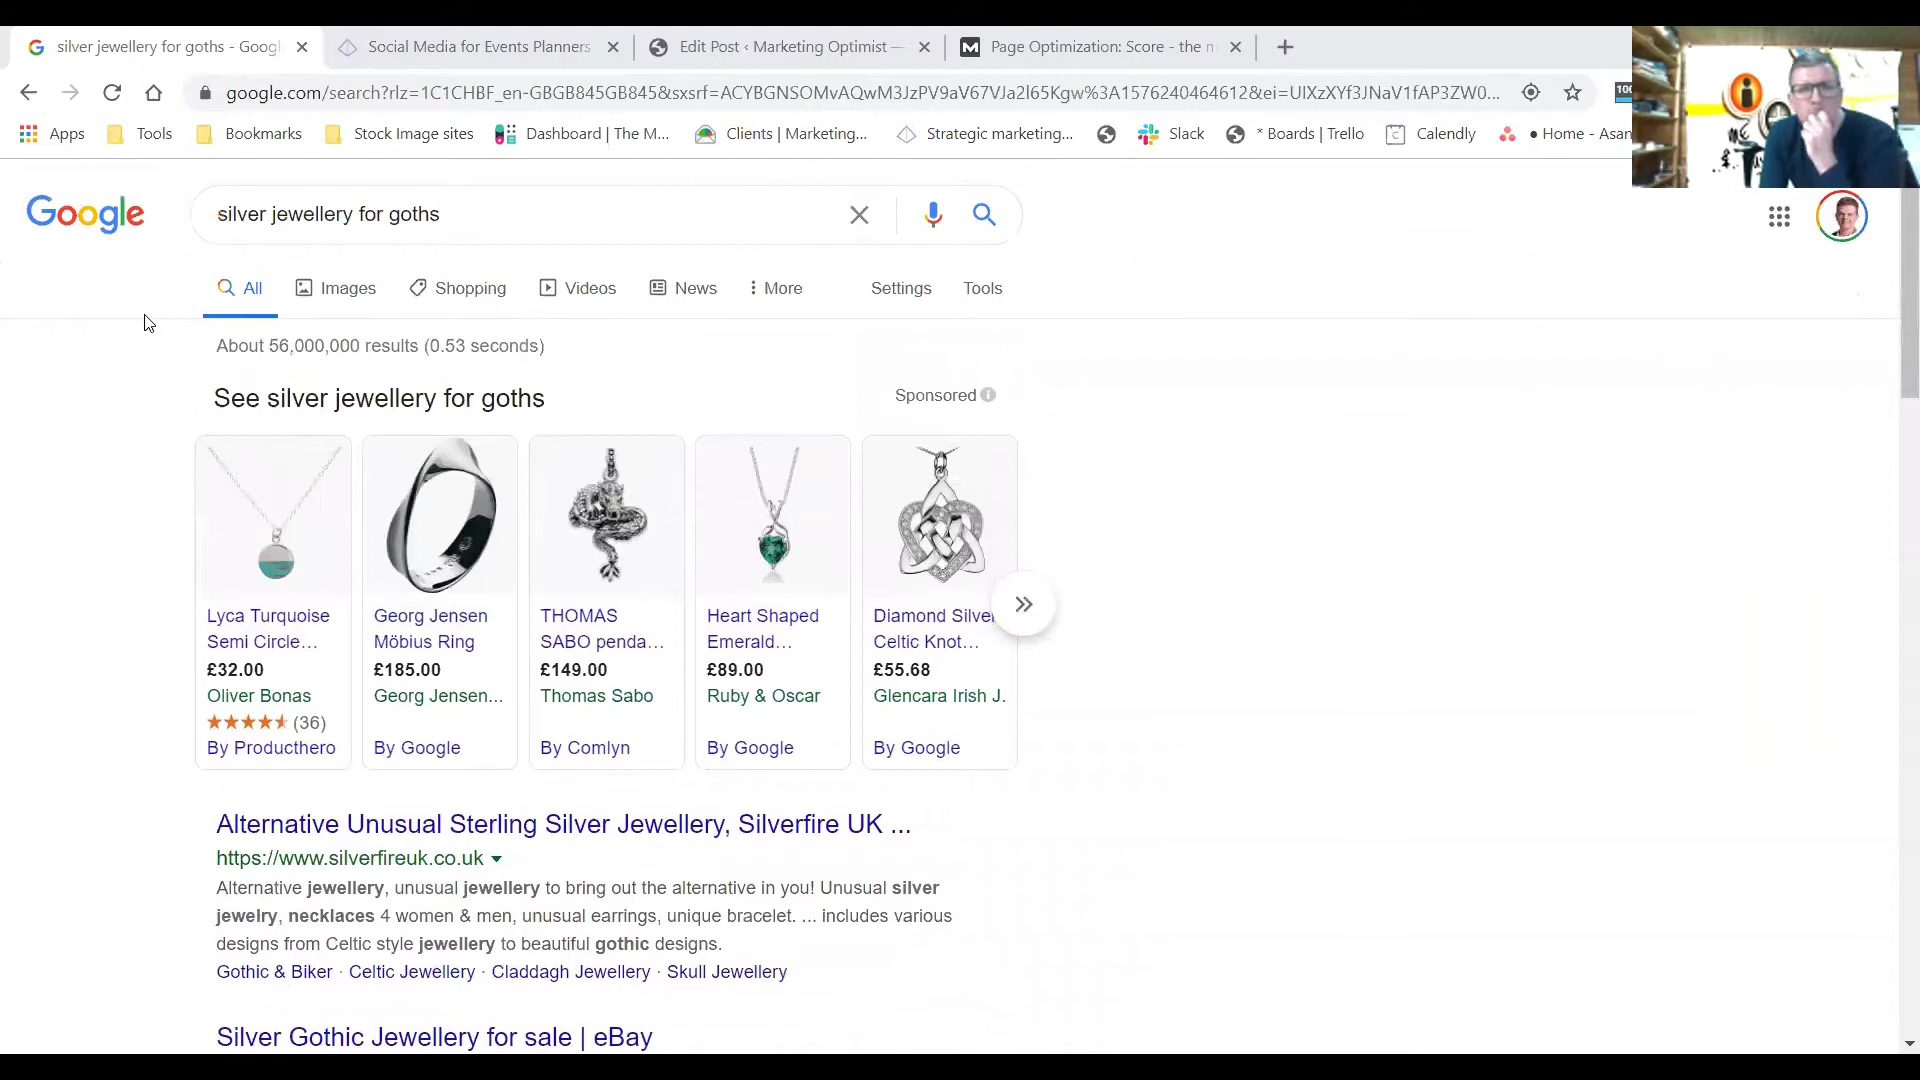 silver jewellery for goths - Googl
Social Media for Events Planners
Edit Post ‹ Marketing Optimist —
Page Optimization: Score - the m
google.com/search?rlz=1C1CHBF_en-GBGB845GB845&sxsrf=ACYBGNSOMvAQwM3JzPV9aV67VJa2l65Kgw%3A1576240464612&ei=UIXzXYf3JNaV1fAP3ZW0...
100
Apps
Tools
Bookmarks
Stock Image sites
Dashboard | The M...
Clients | Marketing...
Strategic marketing...
Slack
* Boards | Trello
Calendly
● Home - Asan
Google
silver jewellery for goths
All
Images
Shopping
Videos
News
More
Settings
Tools
About 56,000,000 results (0.53 seconds)
See silver jewellery for goths
Sponsored
Lyca Turquoise
Semi Circle...
£32.00
Oliver Bonas
(36)
By Producthero
Georg Jensen
Möbius Ring
£185.00
Georg Jensen...
By Google
THOMAS
SABO penda...
£149.00
Thomas Sabo
By Comlyn
Heart Shaped
Emerald...
£89.00
Ruby & Oscar
By Google
Diamond Silver
Celtic Knot...
£55.68
Glencara Irish J.
By Google
Alternative Unusual Sterling Silver Jewellery, Silverfire UK ...
https://www.silverfireuk.co.uk
Alternative jewellery, unusual jewellery to bring out the alternative in you! Unusual silver
jewelry, necklaces 4 women & men, unusual earrings, unique bracelet. ... includes various
designs from Celtic style jewellery to beautiful gothic designs.
Gothic & Biker · Celtic Jewellery · Claddagh Jewellery · Skull Jewellery
Silver Gothic Jewellery for sale | eBay